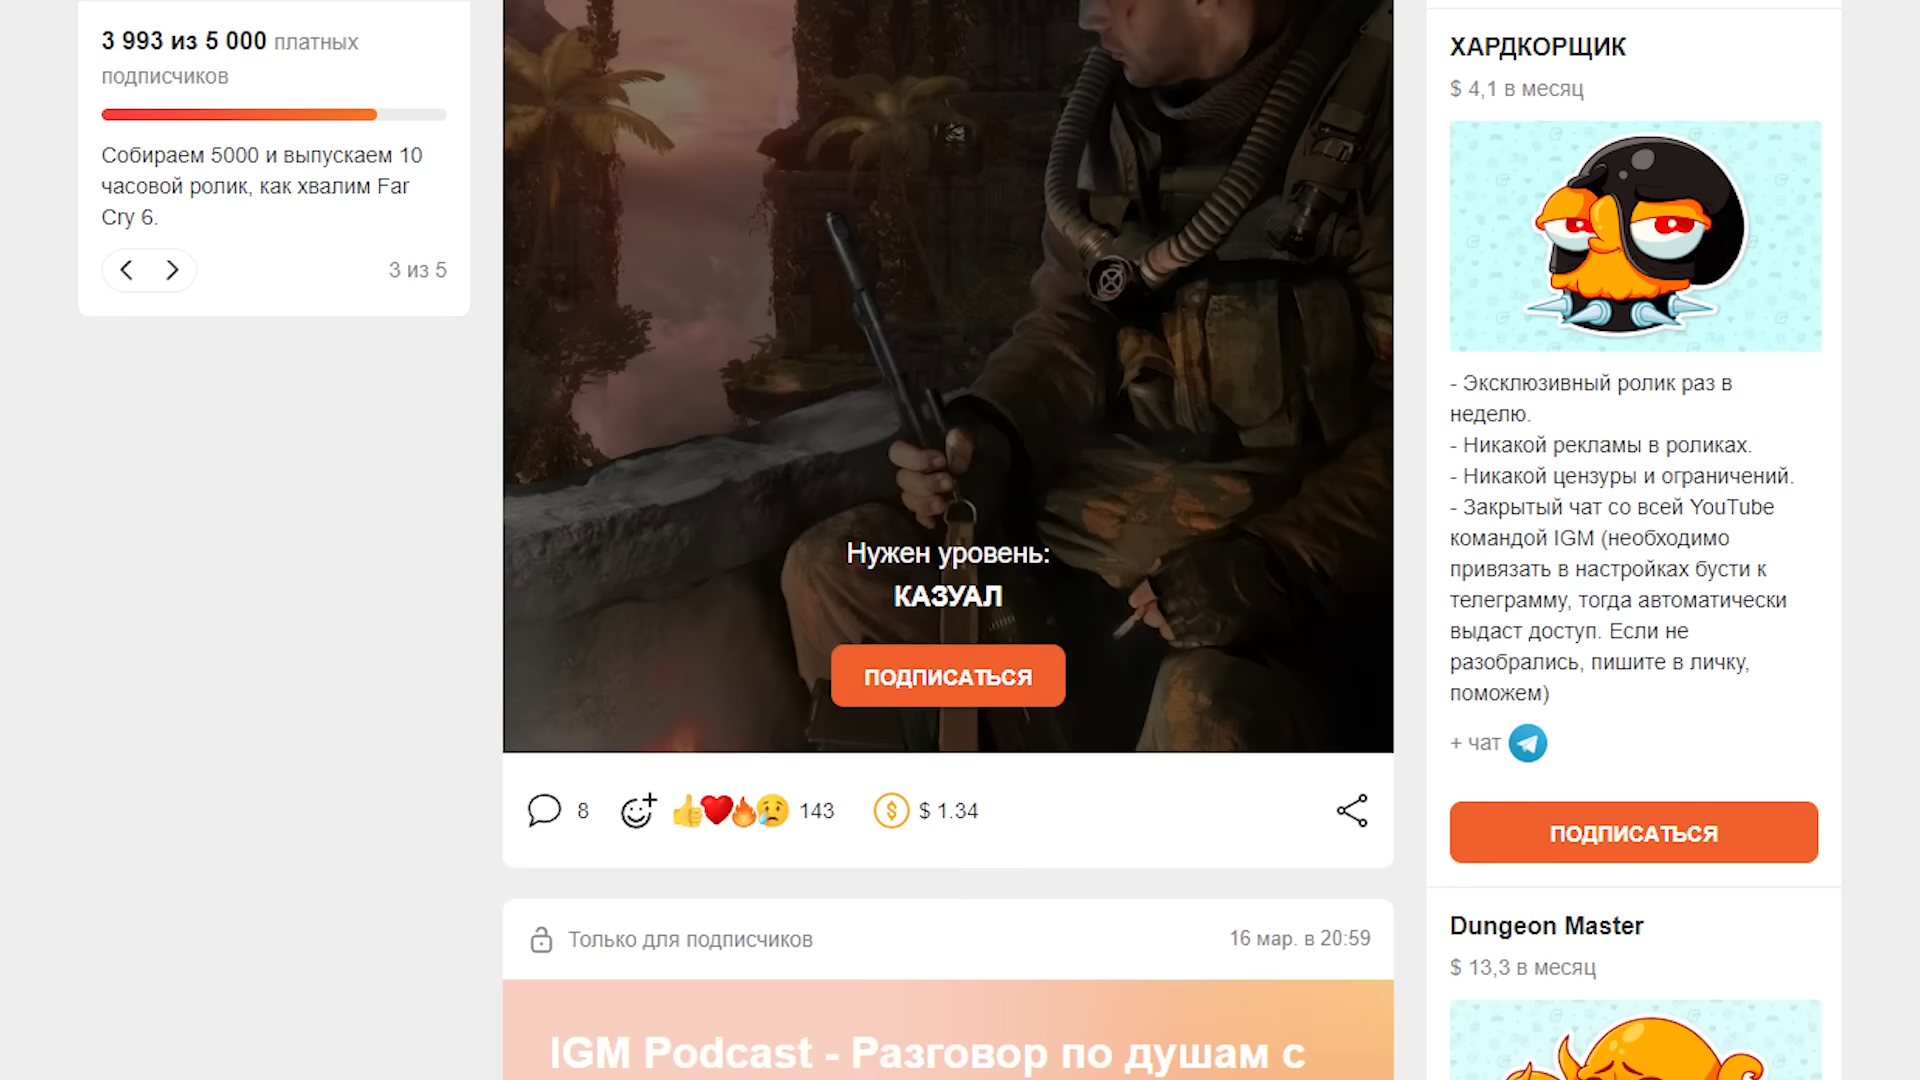 3 993 из 5 000 платных
подписчиков
Собираем 5000 и выпускаем 10
часовой ролик, как хвалим Far
Cry 6.
3 из 5
Нужен уровень:
КАЗУАЛ
ПОДПИСАТЬСЯ
8
143
$ 1.34
Только для подписчиков
16 мар. в 20:59
IGM Podcast - Разговор по душам с
ХАРДКОРЩИК
$ 4,1 в месяц
- Эксклюзивный ролик раз в
неделю.
- Никакой рекламы в роликах.
- Никакой цензуры и ограничений.
- Закрытый чат со всей YouTube
командой IGM (необходимо
привязать в настройках бусти к
телеграмму, тогда автоматически
выдаст доступ. Если не
разобрались, пишите в личку,
поможем)
+ чат
ПОДПИСАТЬСЯ
Dungeon Master
$ 13,3 в месяц